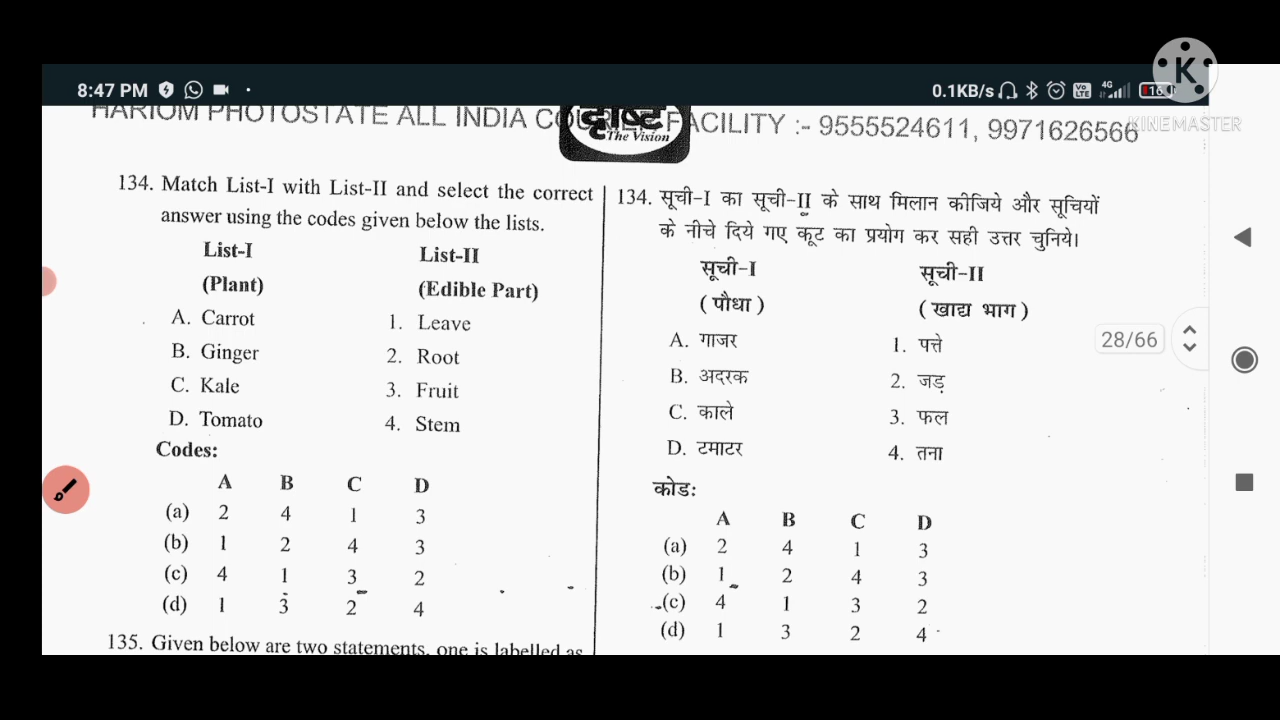 8:47 PM
0.1KB/s
Vo LTE
4G
16
K
KINEMASTER
HARIOM PHOTOSTATE ALL INDIA FACILITY :- 9555524611, 9971626566
दृष्टि
The Vision
134. Match List-I with List-II and select the correct
answer using the codes given below the lists.
List-I List-II
(Plant) (Edible Part)
A. Carrot 1. Leave
B. Ginger 2. Root
C. Kale 3. Fruit
D. Tomato 4. Stem
Codes:
A B C D
(a) 2 4 1 3
(b) 1 2 4 3
(c) 4 1 3 2
(d) 1 3 2 4
135. Given below are two statements, one is labelled as
134. सूची-I का सूची-II के साथ मिलान कीजिये और सूचियों
के नीचे दिये गए कूट का प्रयोग कर सही उत्तर चुनिये।
सूची-I सूची-II
(पौधा) (खाद्य भाग)
A. गाजर 1. पत्ते
B. अदरक 2. जड़
C. काले 3. फल
D. टमाटर 4. तना
कोडः
A B C D
(a) 2 4 1 3
(b) 1 2 4 3
(c) 4 1 3 2
(d) 1 3 2 4
28/66